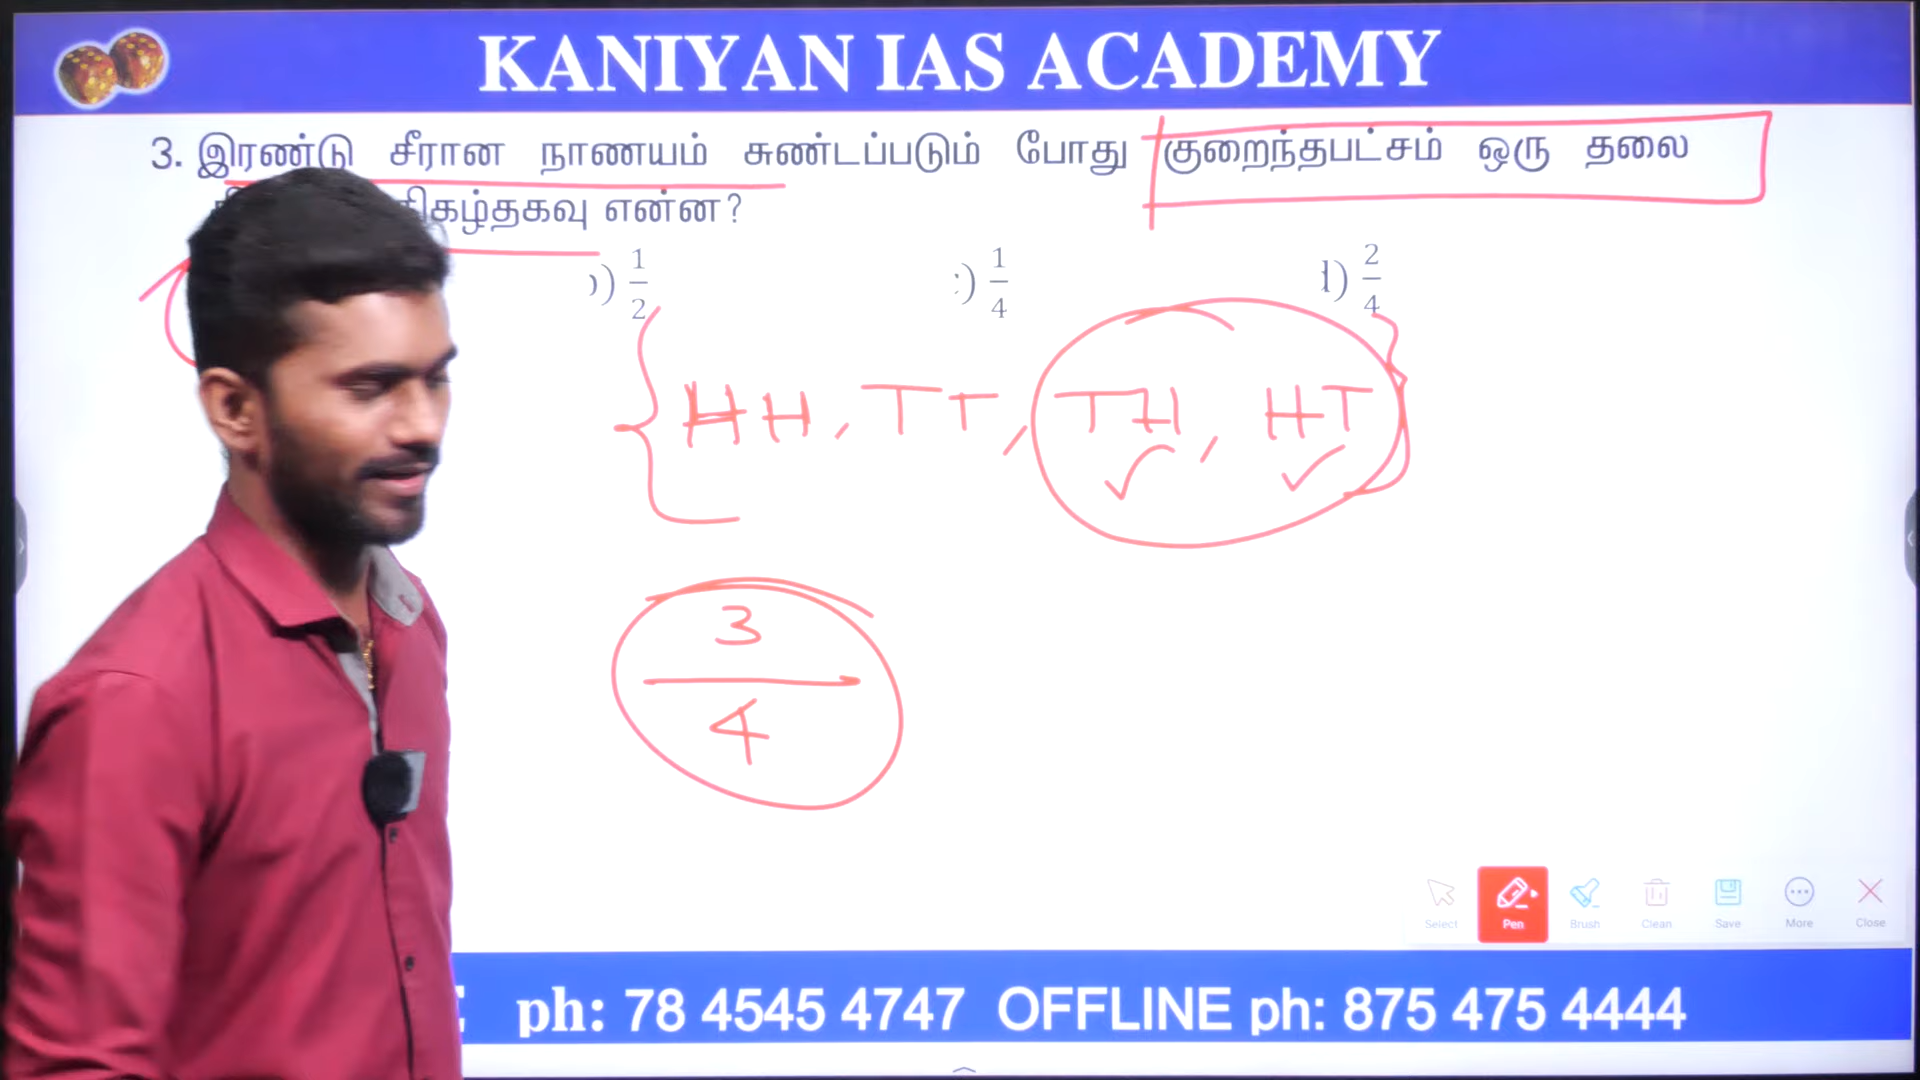 KANIYAN IAS ACADEMY
3. இரண்டு சீரான நாணயம் சுண்டப்படும் போது குறைந்தபட்சம் ஒரு தலை
நிகழ்தகவு என்ன?
b) 1/2 c) 1/4 d) 2/4
{ HH, TT, TH, HT }
3/4
Select Pen Brush Clean Save More Close
ph: 78 4545 4747 OFFLINE ph: 875 475 4444